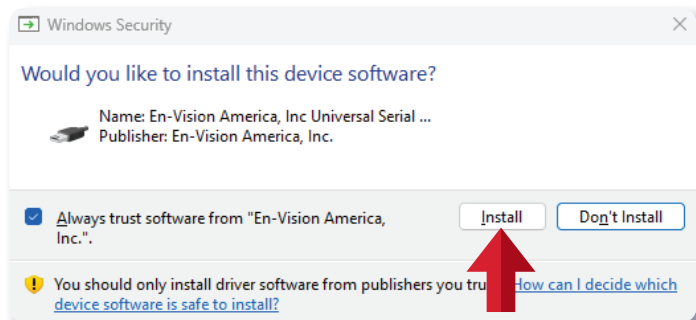 Windows Security
Would you like to install this device software?
Name: En-Vision America, Inc Universal Serial ...
Publisher: En-Vision America, Inc.
Always trust software from "En-Vision America, Inc.".
Install
Don't Install
You should only install driver software from publishers you How can I decide which
device software is safe to install?